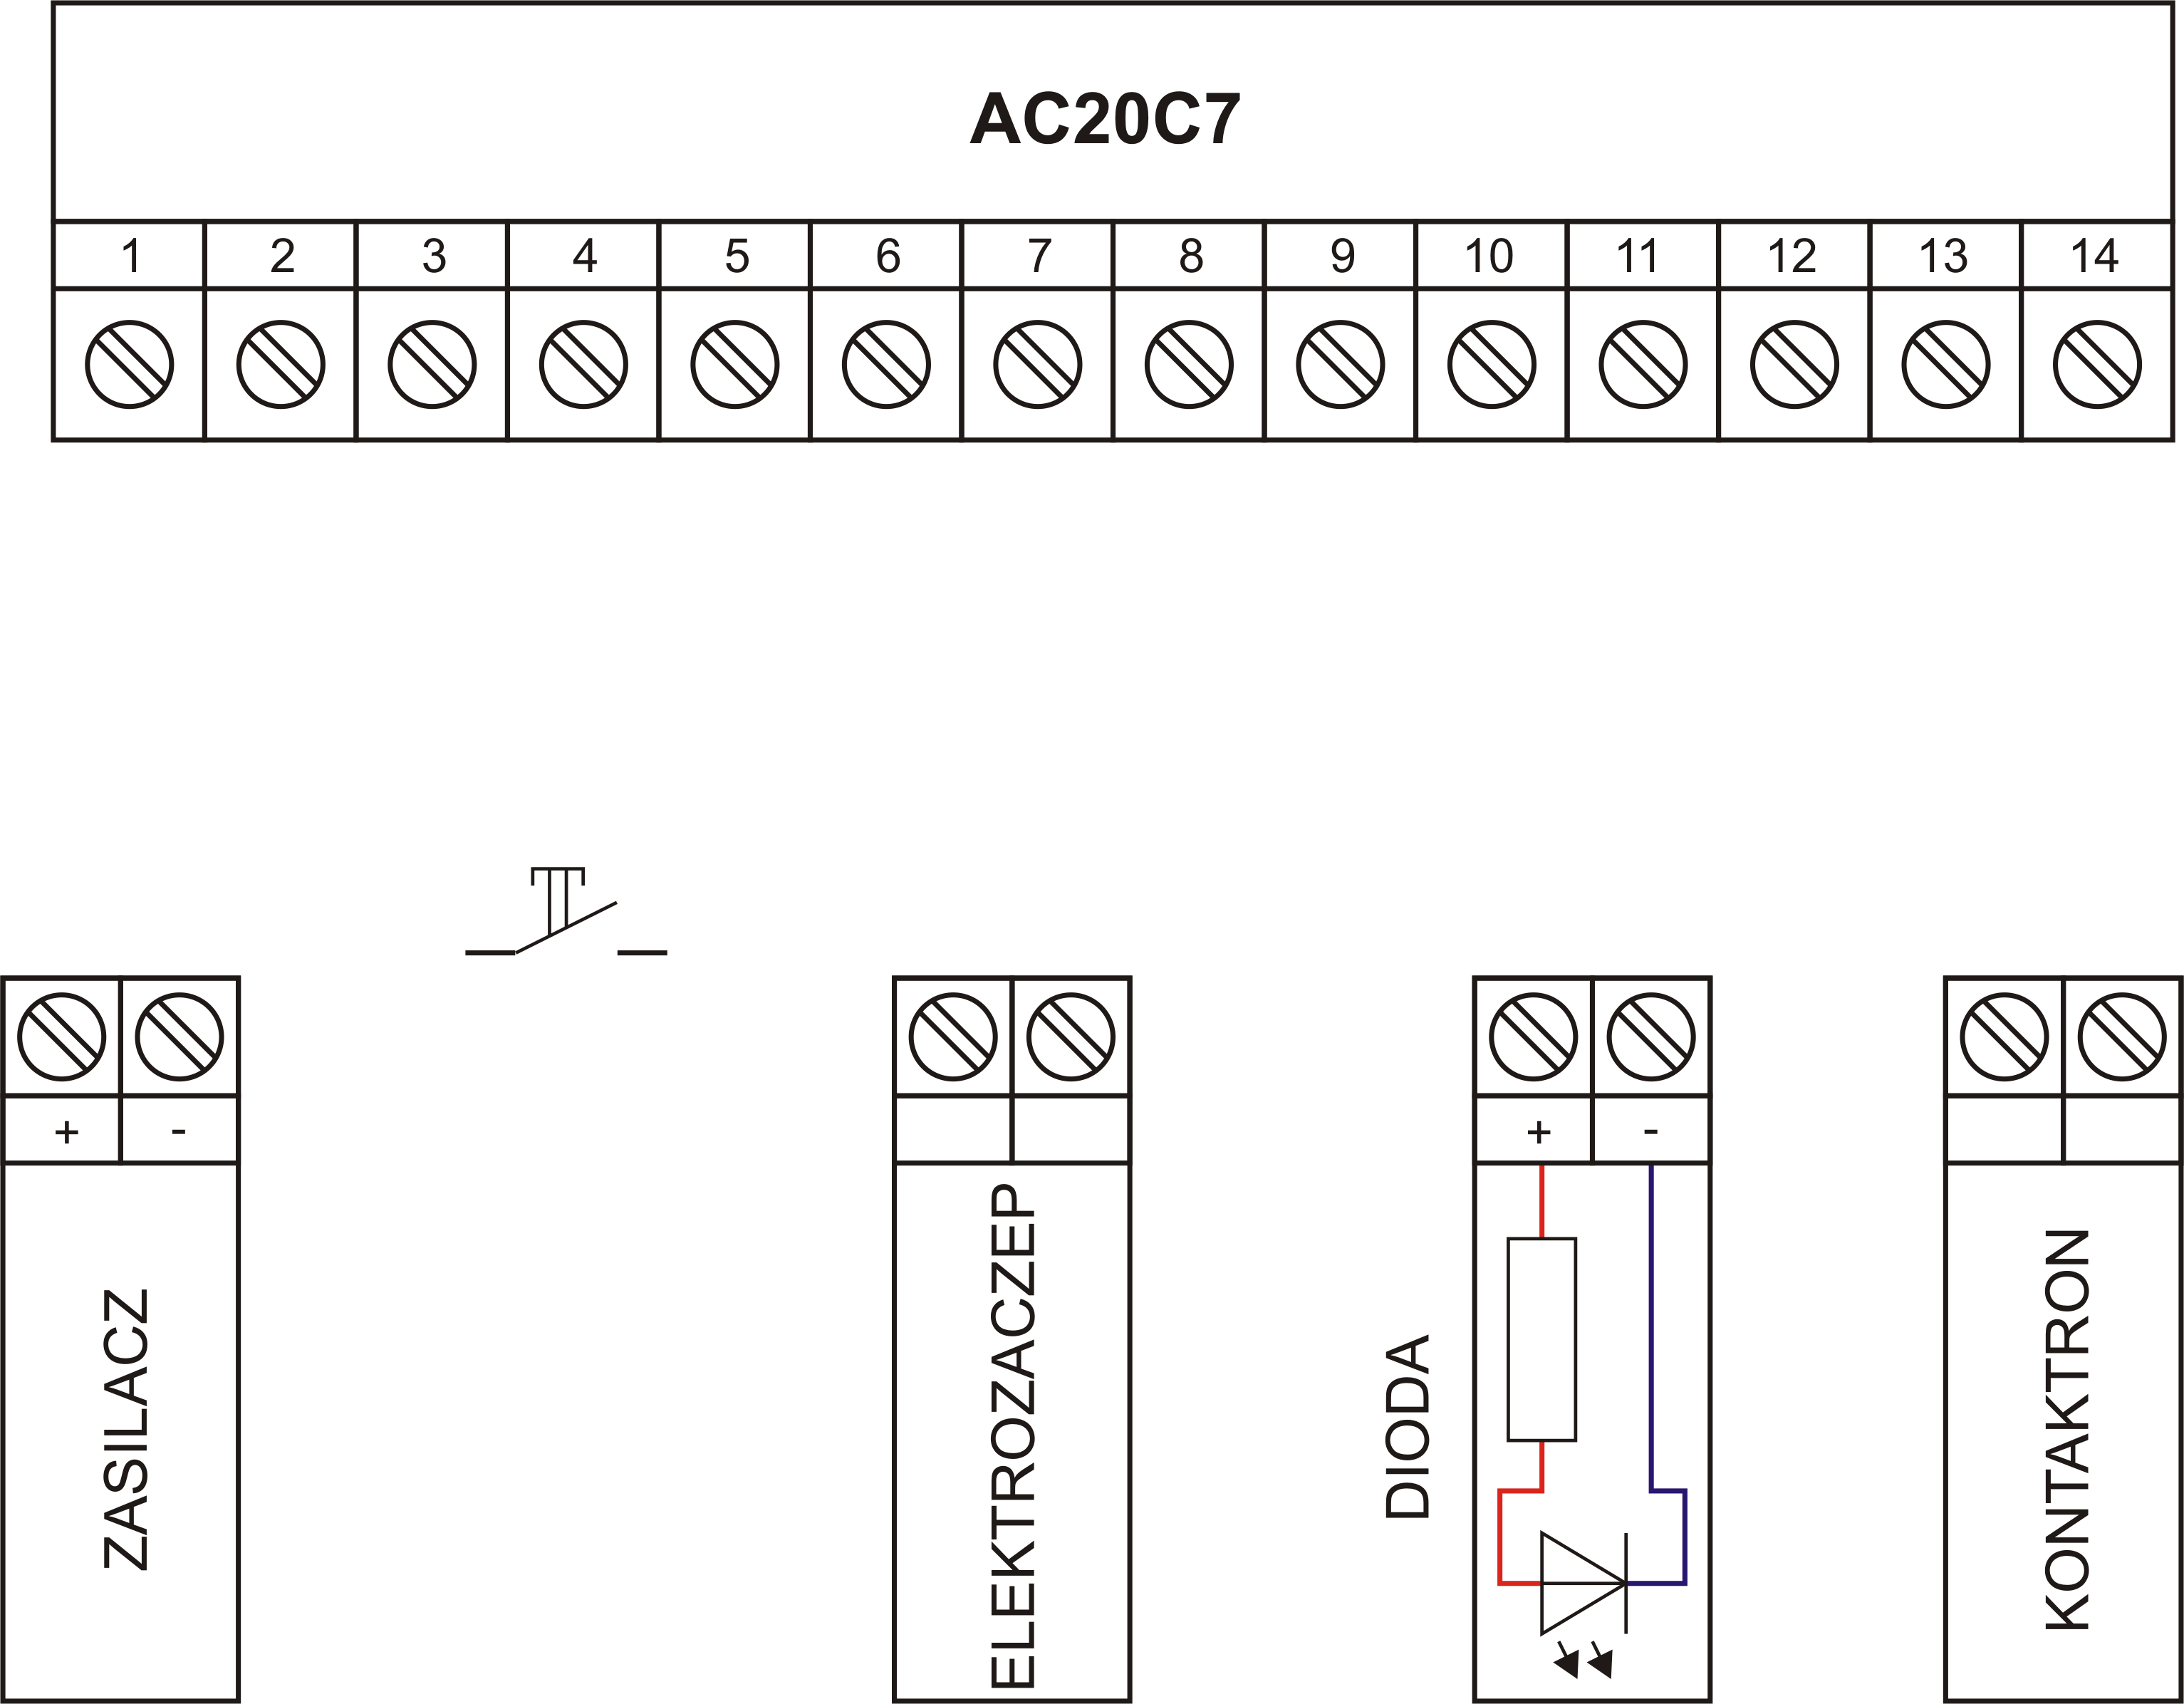 AC20C7
1 2 3 4 5 6 7 8 9 10 11 12 13 14
+ -
ZASILACZ
ELEKTROZACZEP
DIODA
+ -
KONTAKTRON